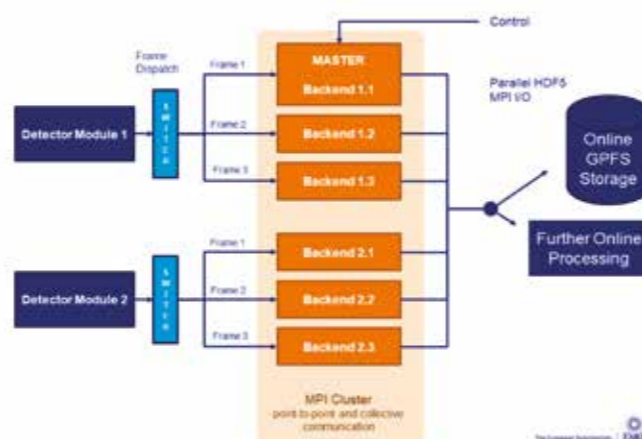 Control
Frame
Dispatch
Frame 1
MASTER
Backend 1.1
Parallel HDF5
MPI I/O
SWITCH
Detector Module 1
Frame 2
Backend 1.2
Online
GPFS
Storage
Frame 3
Backend 1.3
Further Online
Processing
Frame 1
Backend 2.1
SWITCH
Detector Module 2
Frame 2
Backend 2.2
Frame 3
Backend 2.3
MPI Cluster
point-to-point and collective
communication